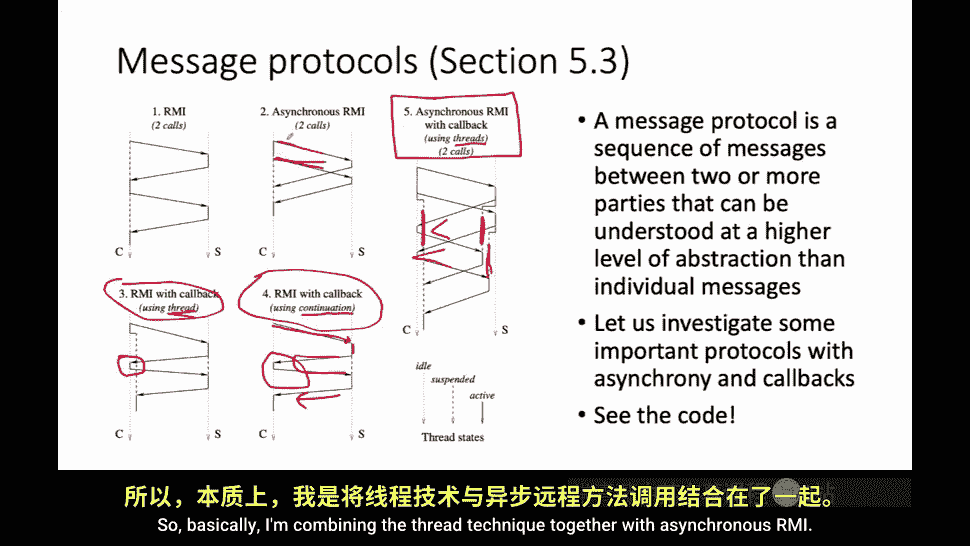 Message protocols (Section 5.3)
1. RMI
(2 calls)
C
S
2. Asynchronous RMI
(2 calls)
C
S
5. Asynchronous RMI
with callback
(using threads)
(2 calls)
C
S
3. RMI with callback
(using thread)
C
S
4. RMI with callback
(using continuation)
C
S
idle
suspended
active
Thread states
• A message protocol is a
sequence of messages
between two or more
parties that can be
understood at a higher
level of abstraction than
individual messages
• Let us investigate some
important protocols with
asynchrony and callbacks
• See the code!
所以，本质上，我是将线程技术与异步远程方法调用结合在了一起。
So, basically, I'm combining the thread technique together with asynchronous RMI.